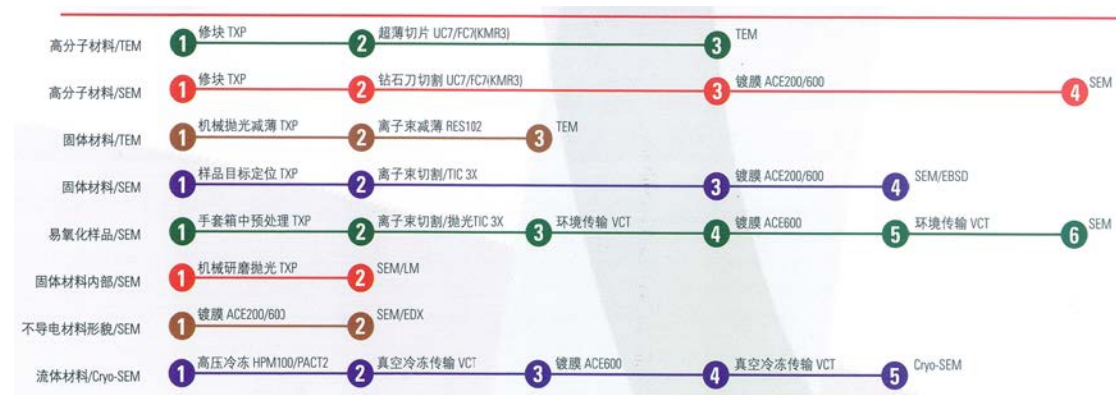 高分子材料/TEM 1 修块 TXP 2 超薄切片 UC7/FC7(KMR3) 3 TEM
高分子材料/SEM 1 修块 TXP 2 钻石刀切割 UC7/FC7(KMR3) 3 镀膜 ACE200/600 4 SEM
固体材料/TEM 1 机械抛光减薄 TXP 2 离子束减薄 RES102 3 TEM
固体材料/SEM 1 样品目标定位 TXP 2 离子束切割/TIC 3X 3 镀膜 ACE200/600 4 SEM/EBSD
易氧化样品/SEM 1 手套箱中预处理 TXP 2 离子束切割/抛光TIC 3X 3 环境传输 VCT 4 镀膜 ACE600 5 环境传输 VCT 6 SEM
固体材料内部/SEM 1 机械研磨抛光 TXP 2 SEM/LM
不导电材料形貌/SEM 1 镀膜 ACE200/600 2 SEM/EDX
流体材料/Cryo-SEM 1 高压冷冻 HPM100/PACT2 2 真空冷冻传输 VCT 3 镀膜 ACE600 4 真空冷冻传输 VCT 5 Cryo-SEM